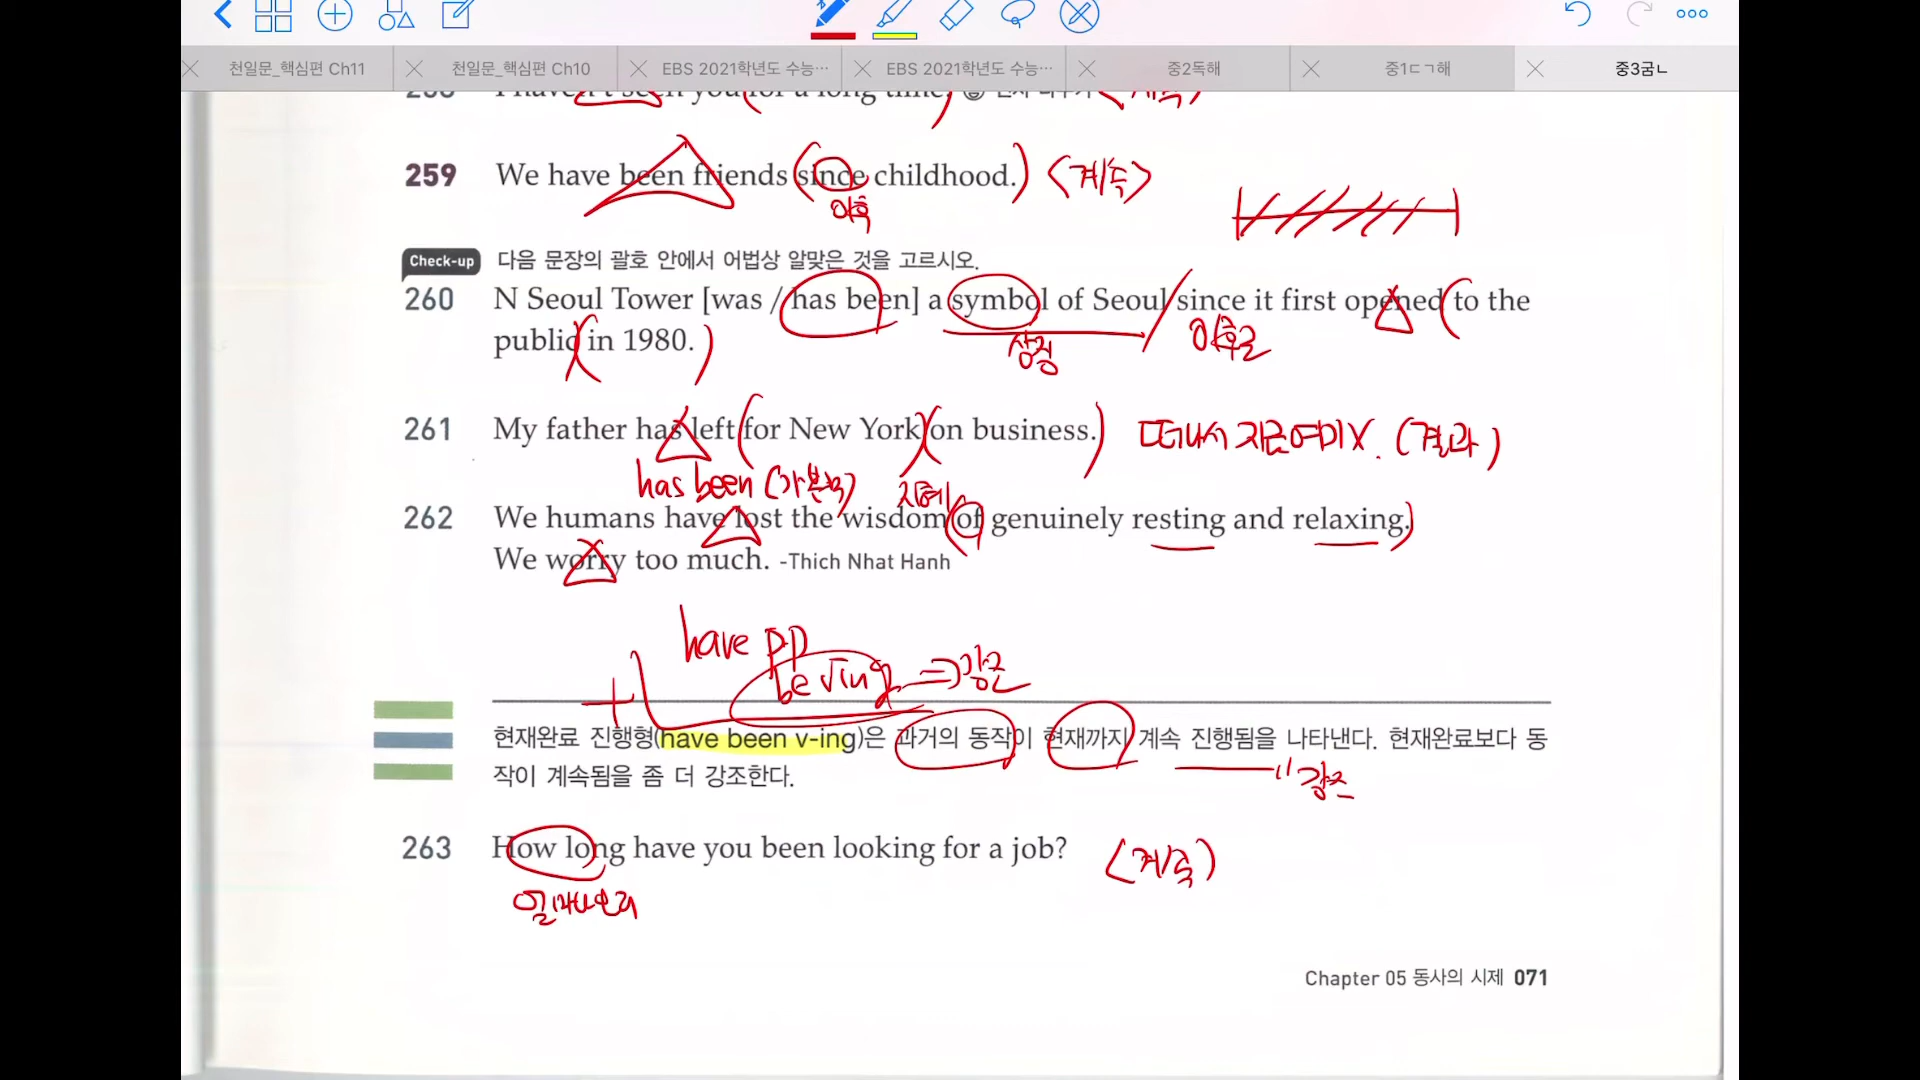 천일문_핵심편 Ch11
천일문_핵심편 Ch10
EBS 2021학년도 수능…
EBS 2021학년도 수능…
중2독해
중1ㄷㄱ해
중3굼ㄴ
I haven't seen you for a long time.
259 We have been friends since childhood. <계속>
이후
Check-up 다음 문장의 괄호 안에서 어법상 알맞은 것을 고르시오.
260 N Seoul Tower [was / has been] a symbol of Seoul since it first opened to the
public in 1980.
상징
이후로
261 My father has left for New York on business. 떠나서 지금 여기 X. (결과)
has been (가본적)
지혜
262 We humans have lost the wisdom of genuinely resting and relaxing.
We worry too much. -Thich Nhat Hanh
have pp
+ be Ving
현재완료 진행형(have been v-ing)은 과거의 동작이 현재까지 계속 진행됨을 나타낸다. 현재완료보다 동
작이 계속됨을 좀 더 강조한다.
강조
263 How long have you been looking for a job? <계속>
얼마나 오래
Chapter 05 동사의 시제 071